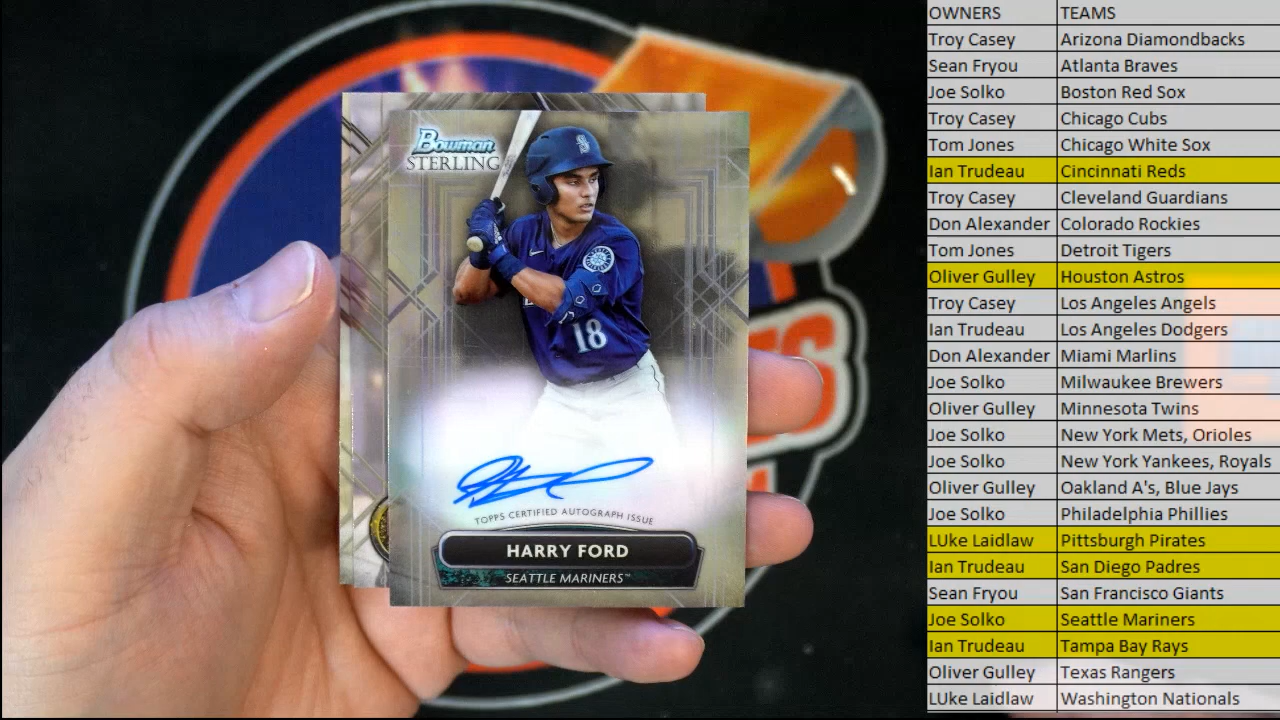 Bowman
STERLING
S
18
TOPPS CERTIFIED AUTOGRAPH ISSUE
HARRY FORD
SEATTLE MARINERS™
OWNERS TEAMS
Troy Casey Arizona Diamondbacks
Sean Fryou Atlanta Braves
Joe Solko Boston Red Sox
Troy Casey Chicago Cubs
Tom Jones Chicago White Sox
Ian Trudeau Cincinnati Reds
Troy Casey Cleveland Guardians
Don Alexander Colorado Rockies
Tom Jones Detroit Tigers
Oliver Gulley Houston Astros
Troy Casey Los Angeles Angels
Ian Trudeau Los Angeles Dodgers
Don Alexander Miami Marlins
Joe Solko Milwaukee Brewers
Oliver Gulley Minnesota Twins
Joe Solko New York Mets, Orioles
Joe Solko New York Yankees, Royals
Oliver Gulley Oakland A's, Blue Jays
Joe Solko Philadelphia Phillies
LUke Laidlaw Pittsburgh Pirates
Ian Trudeau San Diego Padres
Sean Fryou San Francisco Giants
Joe Solko Seattle Mariners
Ian Trudeau Tampa Bay Rays
Oliver Gulley Texas Rangers
LUke Laidlaw Washington Nationals